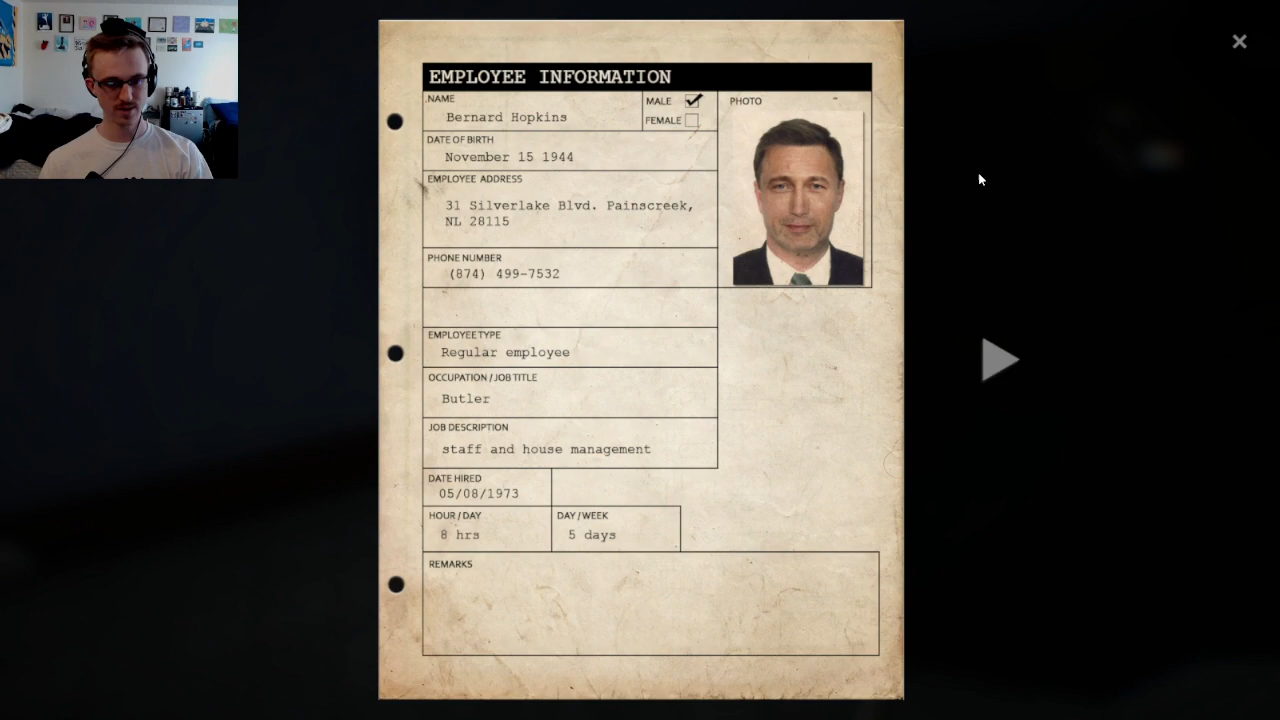 EMPLOYEE INFORMATION
NAME
Bernard Hopkins
MALE
FEMALE
PHOTO
DATE OF BIRTH
November 15 1944
EMPLOYEE ADDRESS
31 Silverlake Blvd. Painscreek,
NL 28115
PHONE NUMBER
(874) 499-7532
EMPLOYEE TYPE
Regular employee
OCCUPATION / JOB TITLE
Butler
JOB DESCRIPTION
staff and house management
DATE HIRED
05/08/1973
HOUR / DAY
8 hrs
DAY / WEEK
5 days
REMARKS